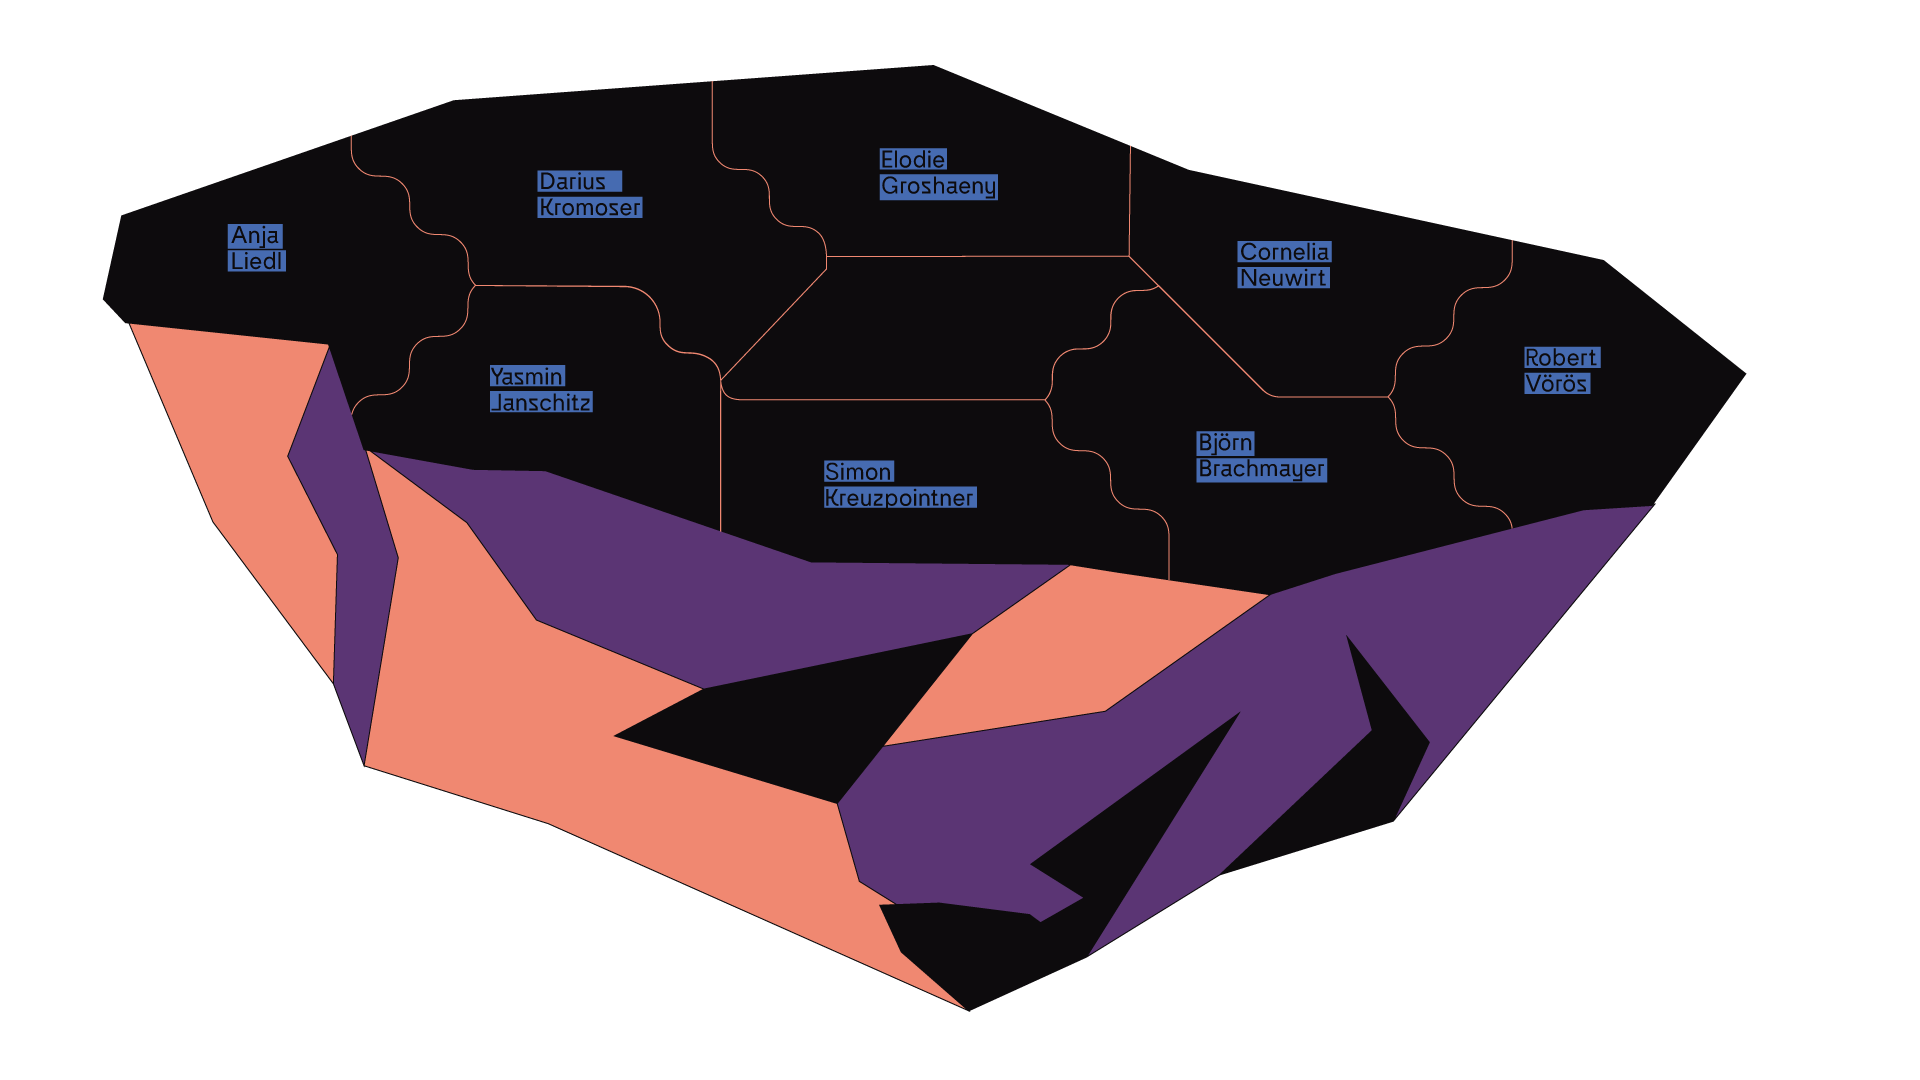 Elodie
Groshaeny
Darius
Kromoser
Anja
Liedl
Cornelia
Neuwirt
Robert
Vörös
Yasmin
Janschitz
Björn
Brachmayer
Simon
Kreuzpointner